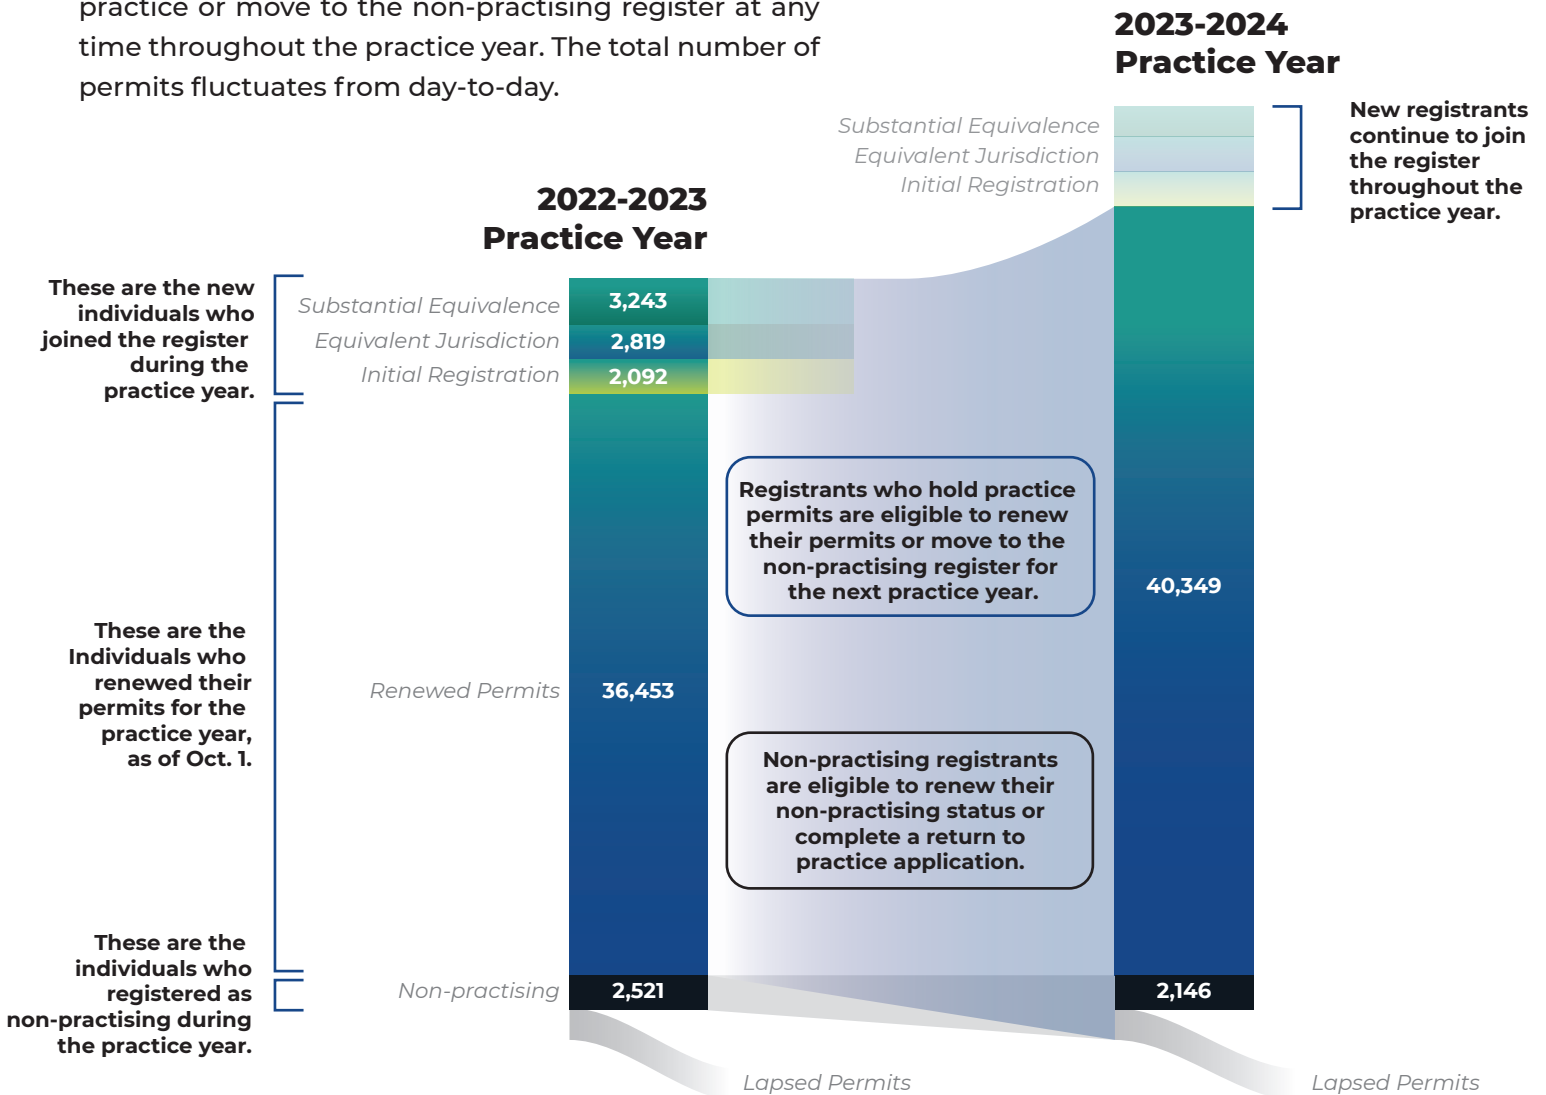 practice or move to the non-practising register at any
time throughout the practice year. The total number of
permits fluctuates from day-to-day.
2023-2024
Practice Year
Substantial Equivalence
Equivalent Jurisdiction
Initial Registration
New registrants
continue to join
the register
throughout the
practice year.
2022-2023
Practice Year
These are the new
individuals who
joined the register
during the
practice year.
Substantial Equivalence
3,243
Equivalent Jurisdiction
2,819
Initial Registration
2,092
Registrants who hold practice
permits are eligible to renew
their permits or move to the
non-practising register for
the next practice year.
40,349
These are the
Individuals who
renewed their
permits for the
practice year,
as of Oct. 1.
Renewed Permits
36,453
Non-practising registrants
are eligible to renew their
non-practising status or
complete a return to
practice application.
These are the
individuals who
registered as
non-practising during
the practice year.
Non-practising
2,521
2,146
Lapsed Permits
Lapsed Permits